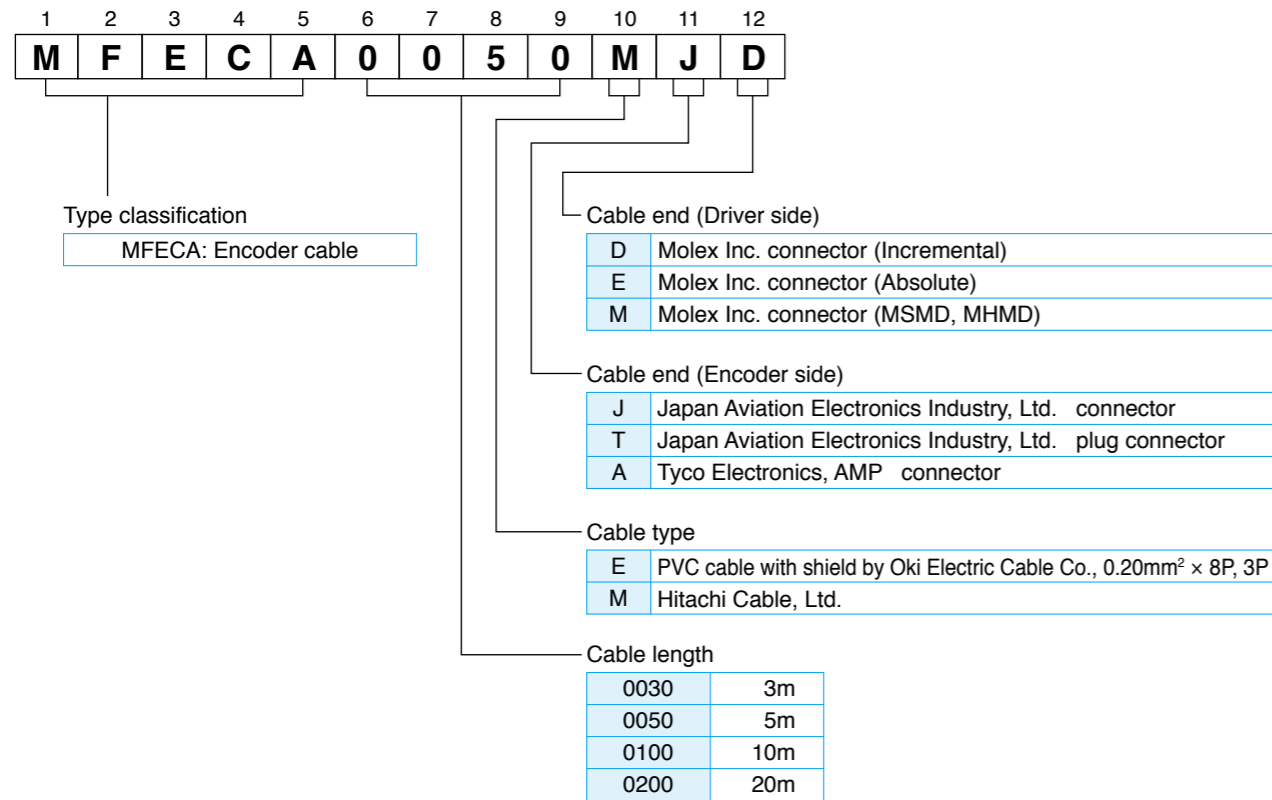 1 2 3 4 5 6 7 8 9 10 11 12
M F E C A 0 0 5 0 M J D
Type classification
MFECA: Encoder cable
Cable end (Driver side)
D Molex Inc. connector (Incremental)
E Molex Inc. connector (Absolute)
M Molex Inc. connector (MSMD, MHMD)
Cable end (Encoder side)
J Japan Aviation Electronics Industry, Ltd. connector
T Japan Aviation Electronics Industry, Ltd. plug connector
A Tyco Electronics, AMP connector
Cable type
E PVC cable with shield by Oki Electric Cable Co., 0.20mm² × 8P, 3P
M Hitachi Cable, Ltd.
Cable length
0030 3m
0050 5m
0100 10m
0200 20m